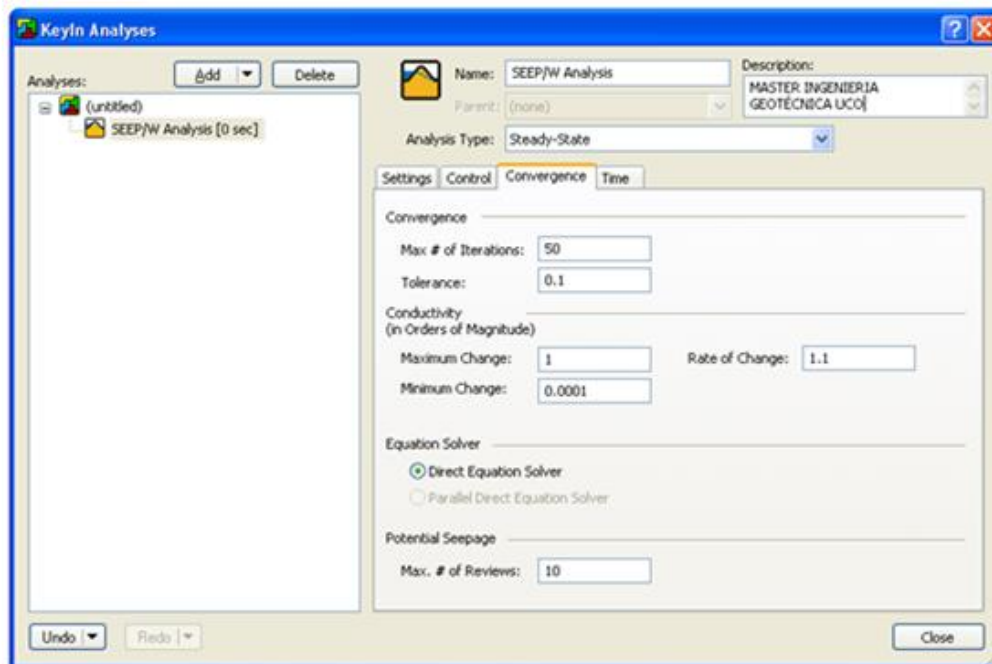 KeyIn Analyses
Analyses:
Add
Delete
(untitled)
SEEP/W Analysis [0 sec]
Name: SEEP/W Analysis
Parent: (none)
Description:
MASTER INGENIERIA
GEOTÉCNICA UCO
Analysis Type: Steady-State
Settings Control Convergence Time
Convergence
Max # of Iterations: 50
Tolerance: 0.1
Conductivity
(in Orders of Magnitude)
Maximum Change: 1 Rate of Change: 1.1
Minimum Change: 0.0001
Equation Solver
Direct Equation Solver
Parallel Direct Equation Solver
Potential Seepage
Max. # of Reviews: 10
Undo Redo Close